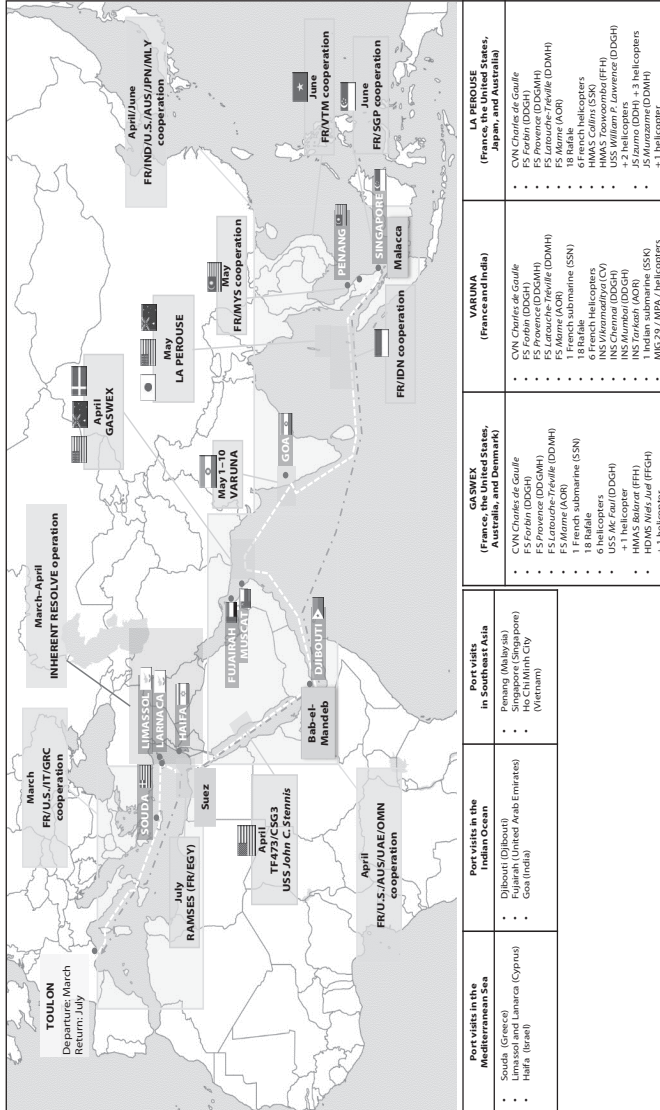 TOULON
Departure: March
Return: July
March
FR/U.S./IT/GRC
cooperation
March–April
INHERENT RESOLVE operation
April
GASWEX
May
LA PEROUSE
May 1–10
VARUNA
May
FR/MYS cooperation
April/June
cooperation
FR/IND/U.S./AUS/JPN/MLY
June
FR/VTM cooperation
June
FR/SGP cooperation
FR/IDN cooperation
SOUDA
LIMASSOL
LARNACA
HAIFA
Suez
FUJAIRAH
MUSCAT
GOA
DJIBOUTI
Bab-el-
Mandeb
PENANG
SINGAPORE
Malacca
July
RAMSES (FR/EGY)
April
TF473/CSG3
USS John C. Stennis
April
FR/U.S./AUS/UAE/OMN
cooperation
Port visits in the
Mediterranean Sea
• Souda (Greece)
• Limassol and Lanarca (Cyprus)
• Haifa (Israel)
Port visits in the
Indian Ocean
• Djibouti (Djibouti)
• Fujairah (United Arab Emirates)
• Goa (India)
Port visits
in Southeast Asia
• Penang (Malaysia)
• Singapore (Singapore)
• Ho Chi Minh City
(Vietnam)
GASWEX
(France, the United States,
Australia, and Denmark)
• CVN Charles de Gaulle
• FS Forbin (DDGH)
• FS Provence (DDGMH)
• FS Latouche-Tréville (DDMH)
• FS Marne (AOR)
• 1 French submarine (SSN)
• 18 Rafale
• 6 helicopters
• USS Mc Faul (DDGH)
+ 1 helicopter
• HMAS Balarat (FFH)
• HDMS Niels Juel (FFGH)
+ 1 helicopter
VARUNA
(France and India)
• CVN Charles de Gaulle
• FS Forbin (DDGH)
• FS Provence (DDGMH)
• FS Latouche-Tréville (DDMH)
• FS Marne (AOR)
• 1 French submarine (SSN)
• 18 Rafale
• 6 French Helicopters
• INS Vikramaditya (CV)
• INS Chennai (DDGH)
• INS Mumbai (DDGH)
• INS Tarkash (AOR)
• 1 Indian submarine (SSK)
• MIG 29 / MPA / helicopters
LA PEROUSE
(France, the United States,
Japan, and Australia)
• CVN Charles de Gaulle
• FS Forbin (DDGH)
• FS Provence (DDGMH)
• FS Latouche-Tréville (DDMH)
• FS Marne (AOR)
• 18 Rafale
• 6 French helicopters
• HMAS Collins (SSK)
• HMAS Toowoomba (FFH)
• USS William P. Lawrence (DDGH)
+ 2 helicopters
• JS Izumo (DDH) + 3 helicopters
• JS Murazame (DDMH)
+ 1 helicopter